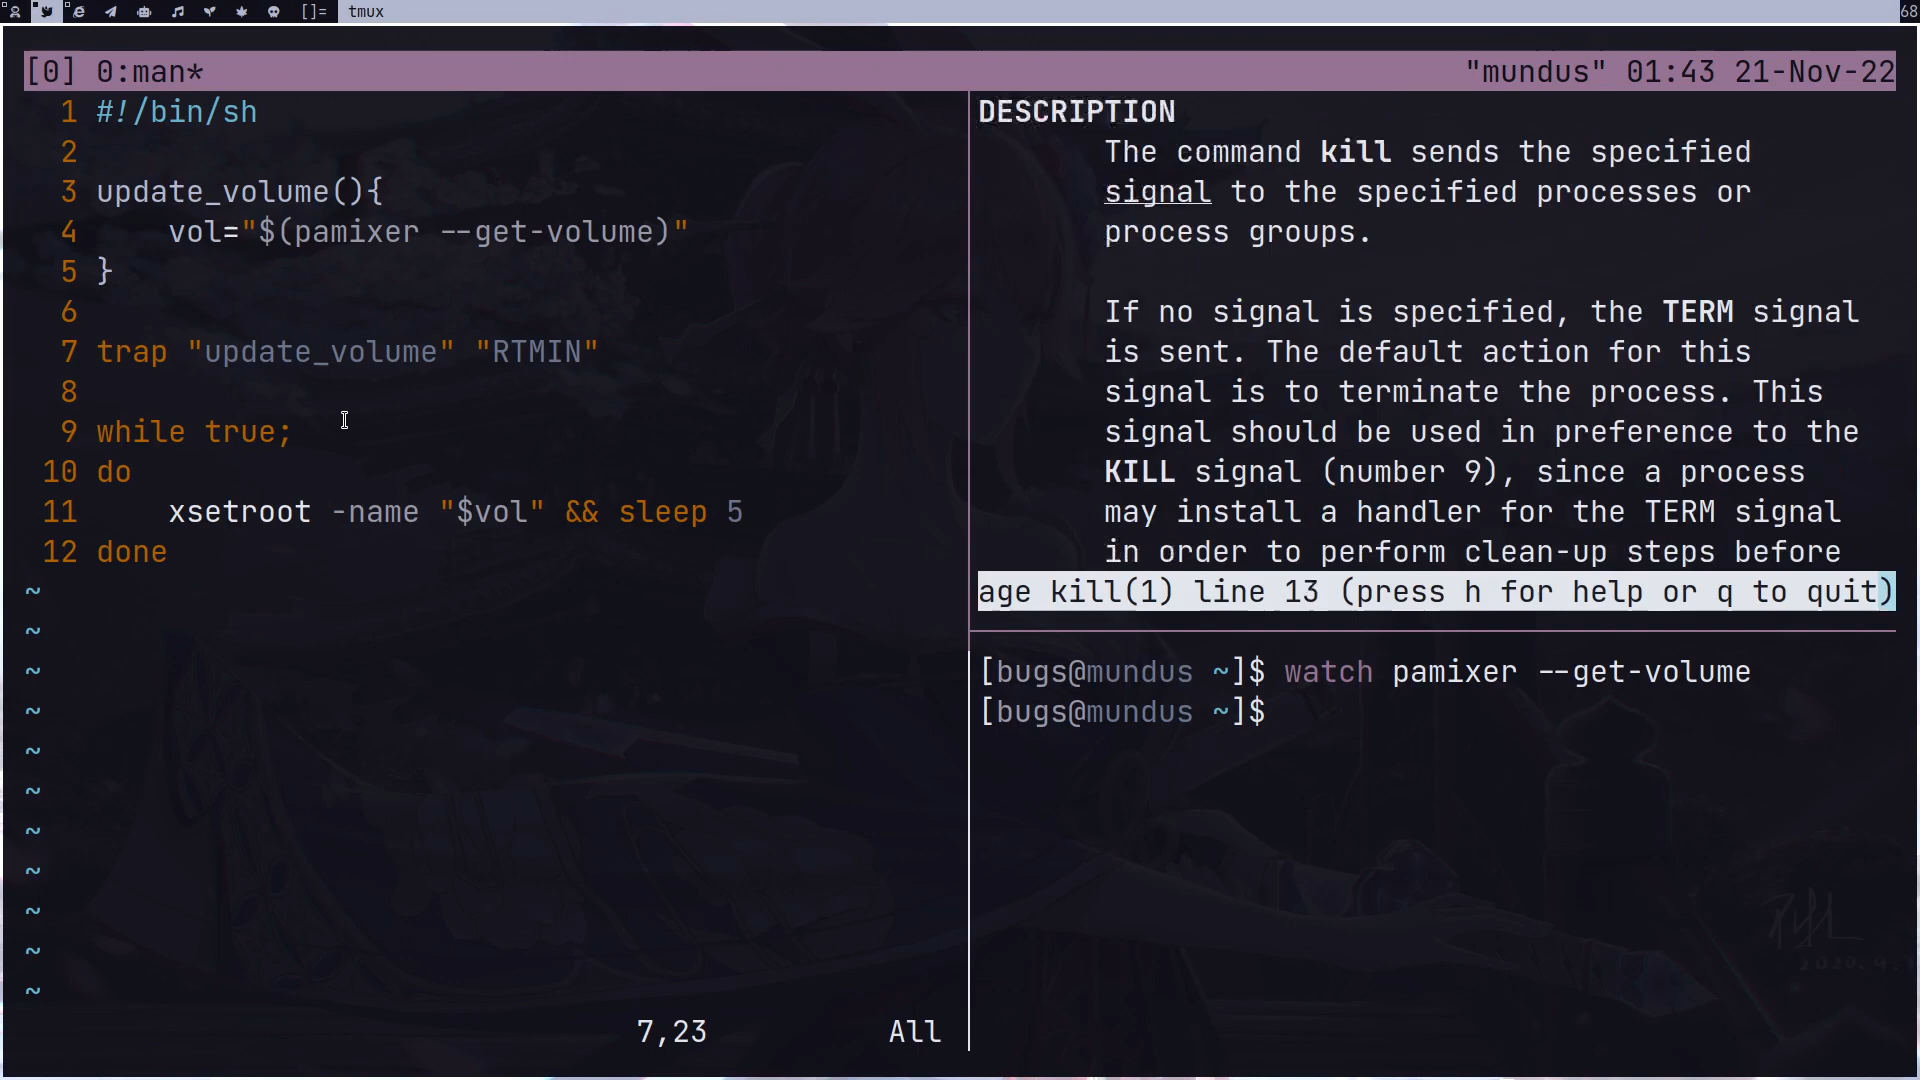 []= tmux 68
[0] 0:man* "mundus" 01:43 21-Nov-22
1 #!/bin/sh
2
3 update_volume(){
4 vol="$(pamixer --get-volume)"
5 }
6
7 trap "update_volume" "RTMIN"
8
9 while true;
10 do
11 xsetroot -name "$vol" && sleep 5
12 done
~
~
~
~
~
~
~
~
~
~
~
7,23 All
DESCRIPTION
The command kill sends the specified
signal to the specified processes or
process groups.
If no signal is specified, the TERM signal
is sent. The default action for this
signal is to terminate the process. This
signal should be used in preference to the
KILL signal (number 9), since a process
may install a handler for the TERM signal
in order to perform clean-up steps before
age kill(1) line 13 (press h for help or q to quit)
[bugs@mundus ~]$ watch pamixer --get-volume
[bugs@mundus ~]$